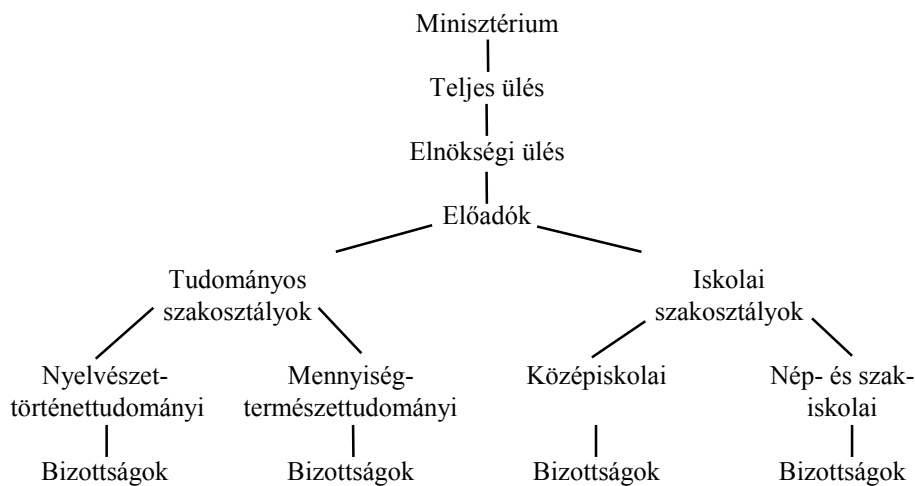 Minisztérium
Teljes ülés
Elnökségi ülés
Előadók
Tudományos
szakosztályok
Iskolai
szakosztályok
Nyelvészet-
történettudományi
Mennyiség-
természettudományi
Középiskolai
Nép- és szak-
iskolai
Bizottságok
Bizottságok
Bizottságok
Bizottságok